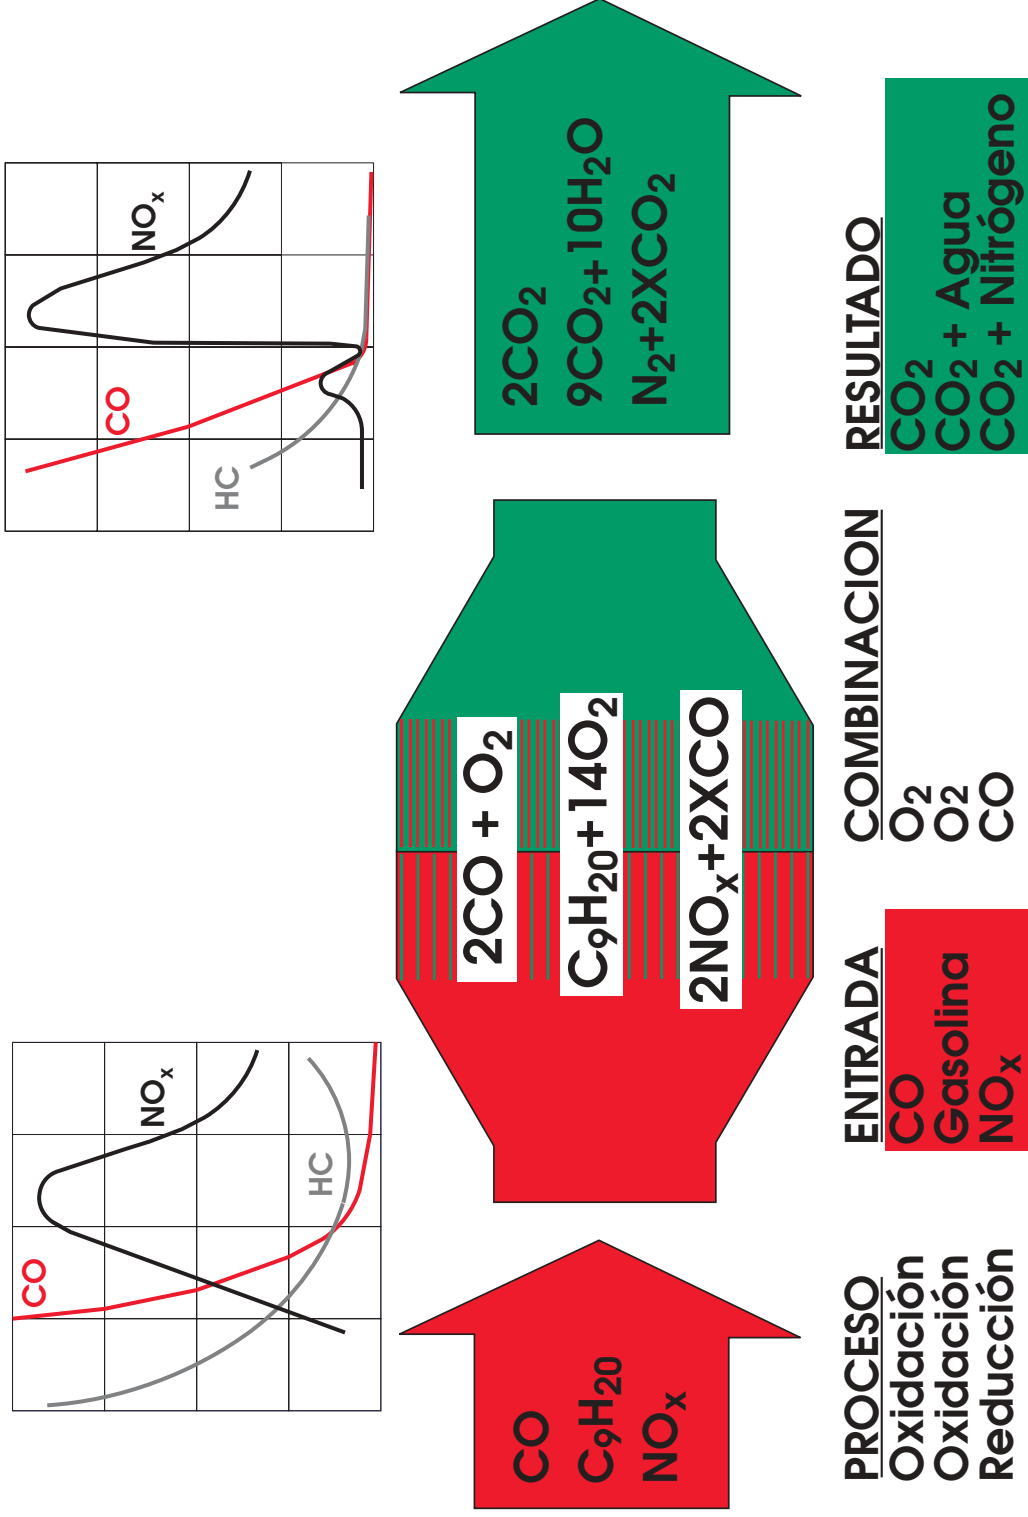 CO
NOₓ
HC
CO
HC
NOₓ
CO
C₉H₂₀
NOₓ
2CO + O₂
C₉H₂₀+14O₂
2NOₓ+2XCO
2CO₂
9CO₂+10H₂O
N₂+2XCO₂
PROCESO ENTRADA COMBINACION RESULTADO
Oxidación CO O₂ CO₂
Oxidación Gasolina O2 CO₂ + Agua
Reducción NOₓ CO CO₂ + Nitrógeno